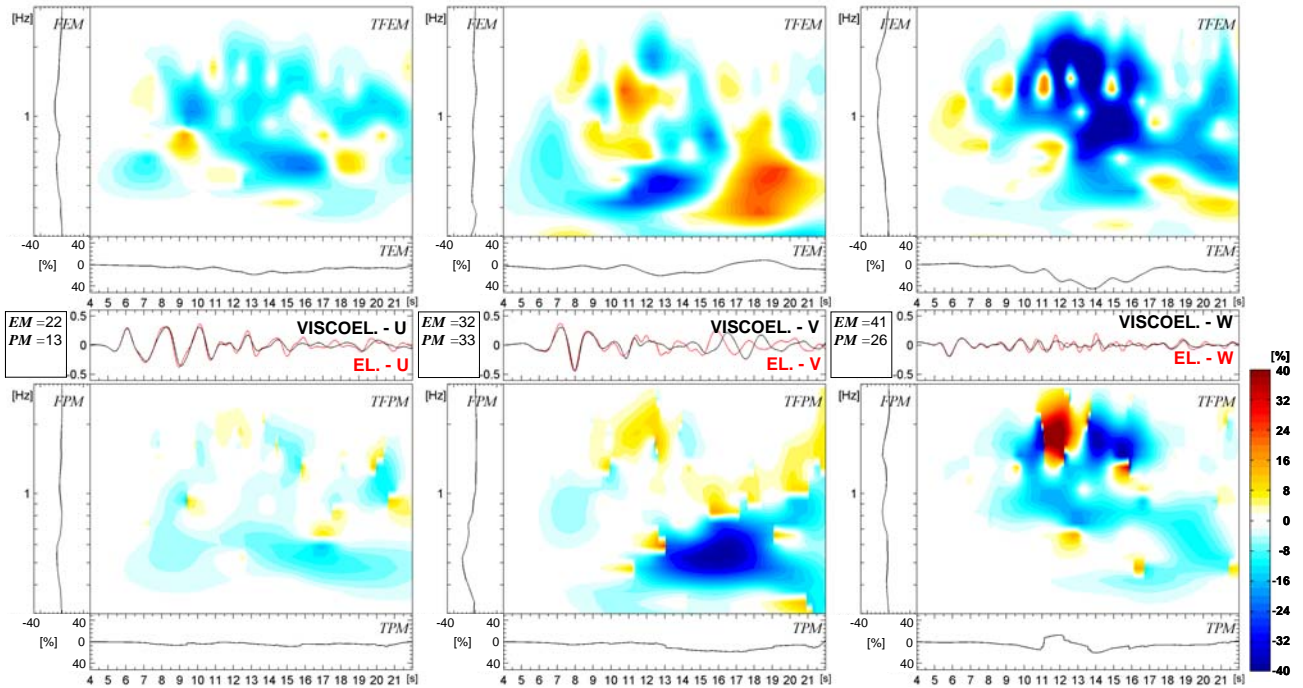 [Hz] FEM TFEM
1
-40 40 40 0 40 TEM
[%]
4 5 6 7 8 9 10 11 12 13 14 15 16 17 18 19 20 21 [s]
[Hz] FEM TFEM
1
-40 40 40 0 40 TEM
[%]
4 5 6 7 8 9 10 11 12 13 14 15 16 17 18 19 20 21 [s]
[Hz] FEM TFEM
1
-40 40 40 0 40 TEM
[%]
4 5 6 7 8 9 10 11 12 13 14 15 16 17 18 19 20 21 [s]
EM =22
PM =13
0.5
0
-0.5
VISCOEL. - U
EL. - U
EM =32
PM =33
0.5
0
-0.5
VISCOEL. - V
EL. - V
EM =41
PM =26
0.5
0
-0.5
VISCOEL. - W
EL. - W
[Hz] FPM TFPM
1
-40 40 40 0 40 TPM
[%]
4 5 6 7 8 9 10 11 12 13 14 15 16 17 18 19 20 21 [s]
[Hz] FPM TFPM
1
-40 40 40 0 40 TPM
[%]
4 5 6 7 8 9 10 11 12 13 14 15 16 17 18 19 20 21 [s]
[Hz] FPM TFPM
1
-40 40 40 0 40 TPM
[%]
4 5 6 7 8 9 10 11 12 13 14 15 16 17 18 19 20 21 [s]
[%]
40
32
24
16
8
0
-8
-16
-24
-32
-40